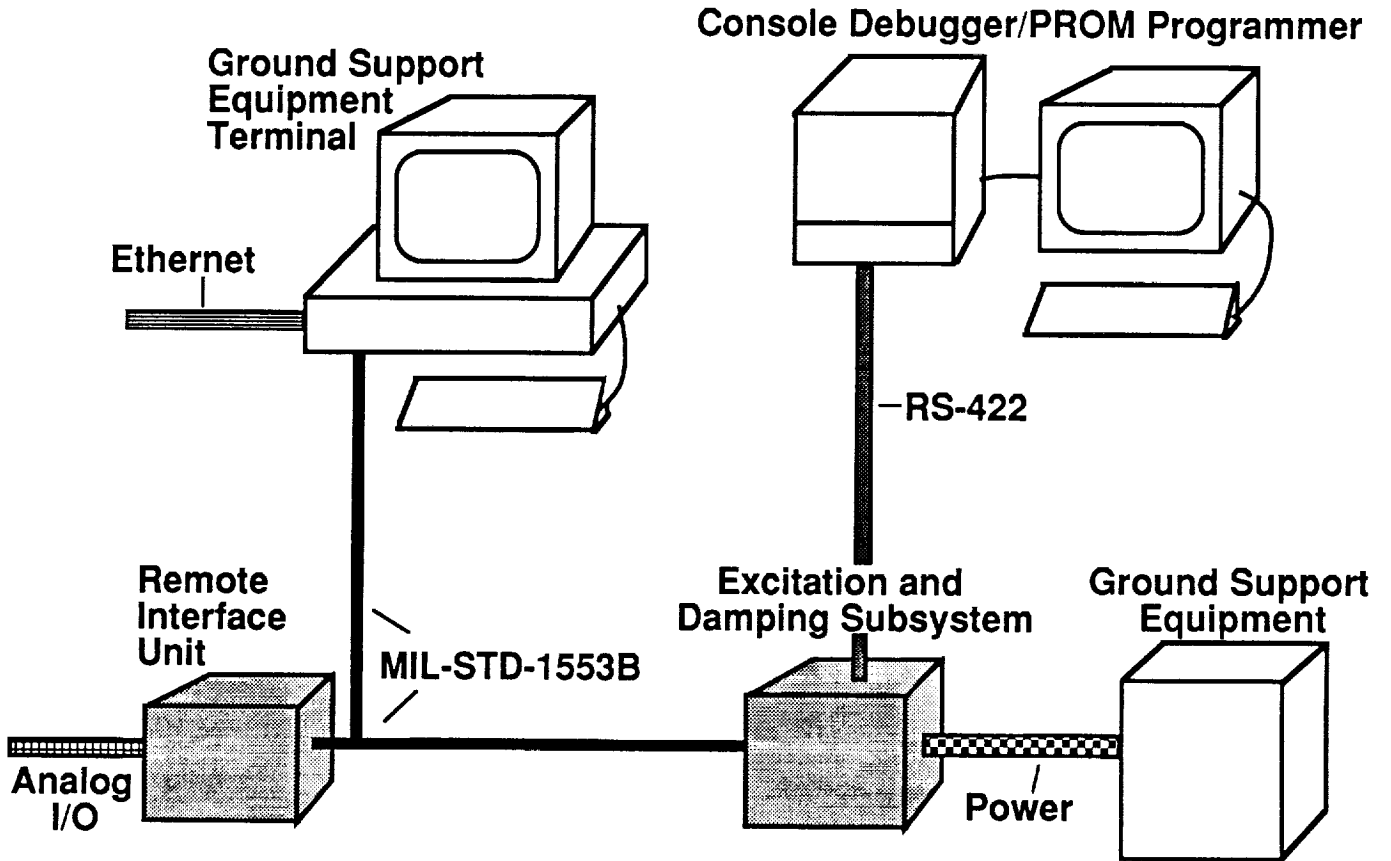 Console Debugger/PROM Programmer
Ground Support
Equipment
Terminal
Ethernet
RS-422
Remote
Interface
Unit
MIL-STD-1553B
Excitation and
Damping Subsystem
Ground Support
Equipment
Analog
I/O
Power